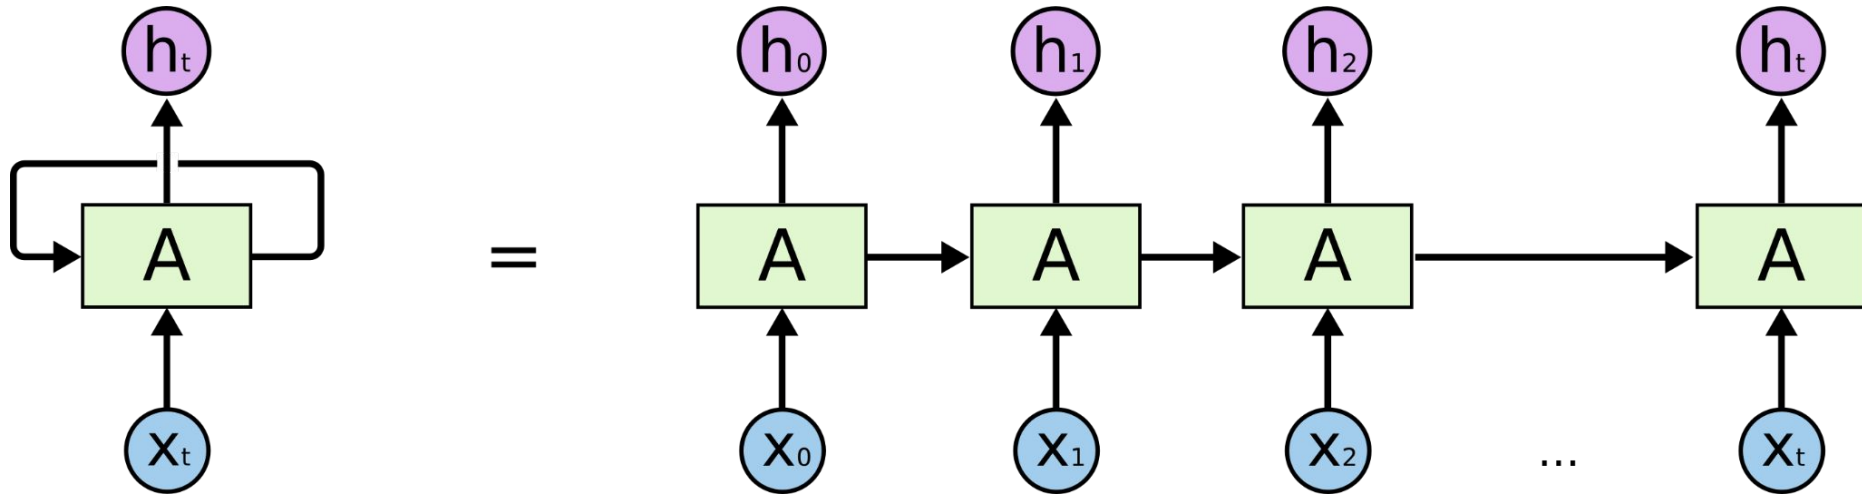 hₜ h₀ h₁ h₂ hₜ
A = A A A A
xₜ x₀ x₁ x₂ ... xₜ